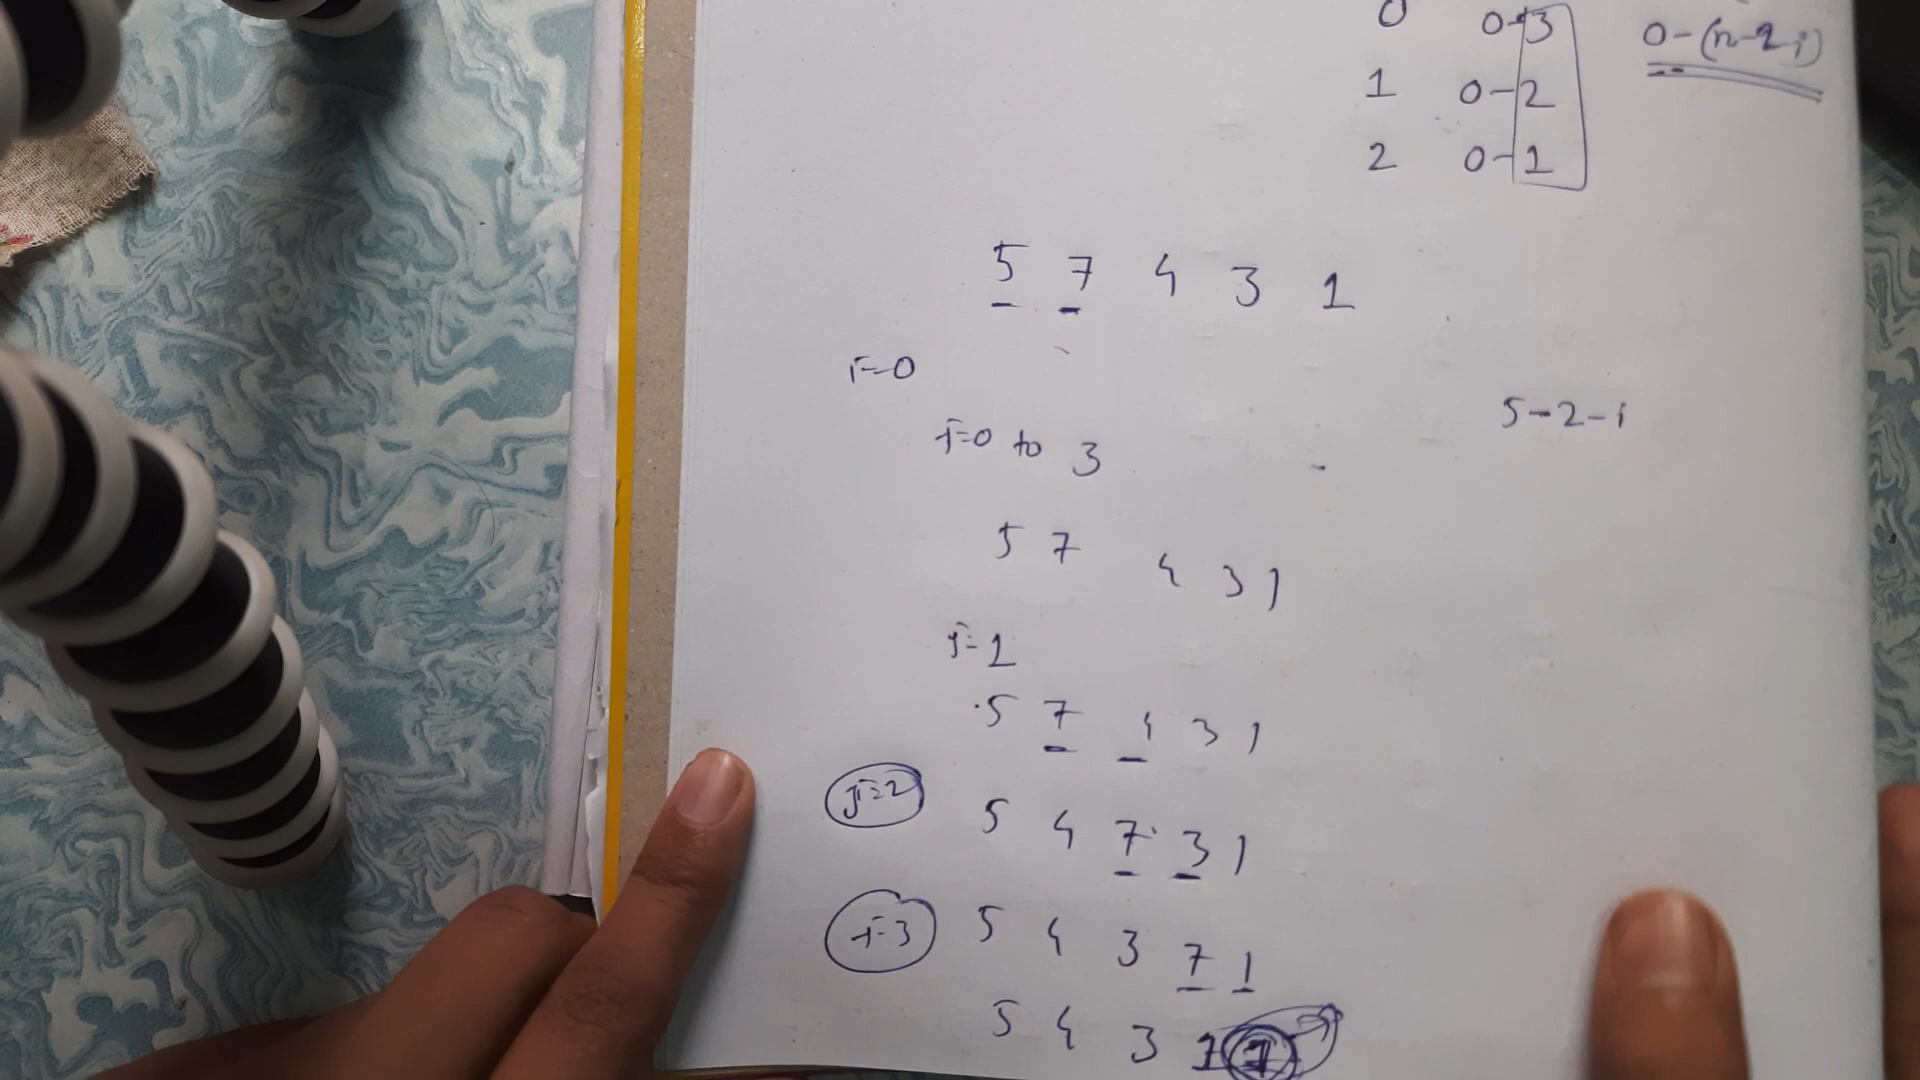 0 0-3 0-(n-2-i)
1 0-2
2 0-1
5 7 4 3 1
i=0
5-2-i
j=0 to 3
5 7 4 3 1
j=1
5 7 4 3 1
j=2 5 4 7 3 1
j=3 5 4 3 7 1
5 4 3 1 7